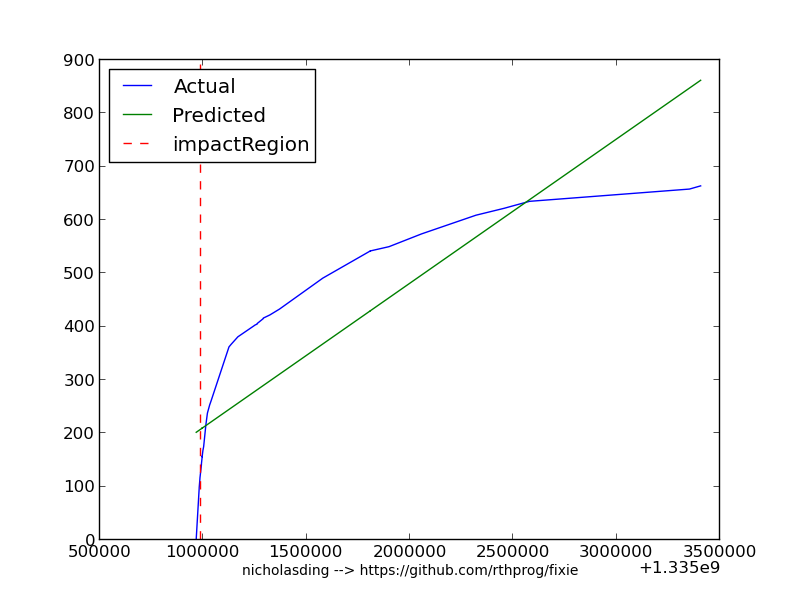 900
800
700
600
500
400
300
200
100
0
Actual
Predicted
impactRegion
500000 1000000 1500000 2000000 2500000 3000000 3500000
+1.335e9
nicholasding --> https://github.com/rthprog/fixie